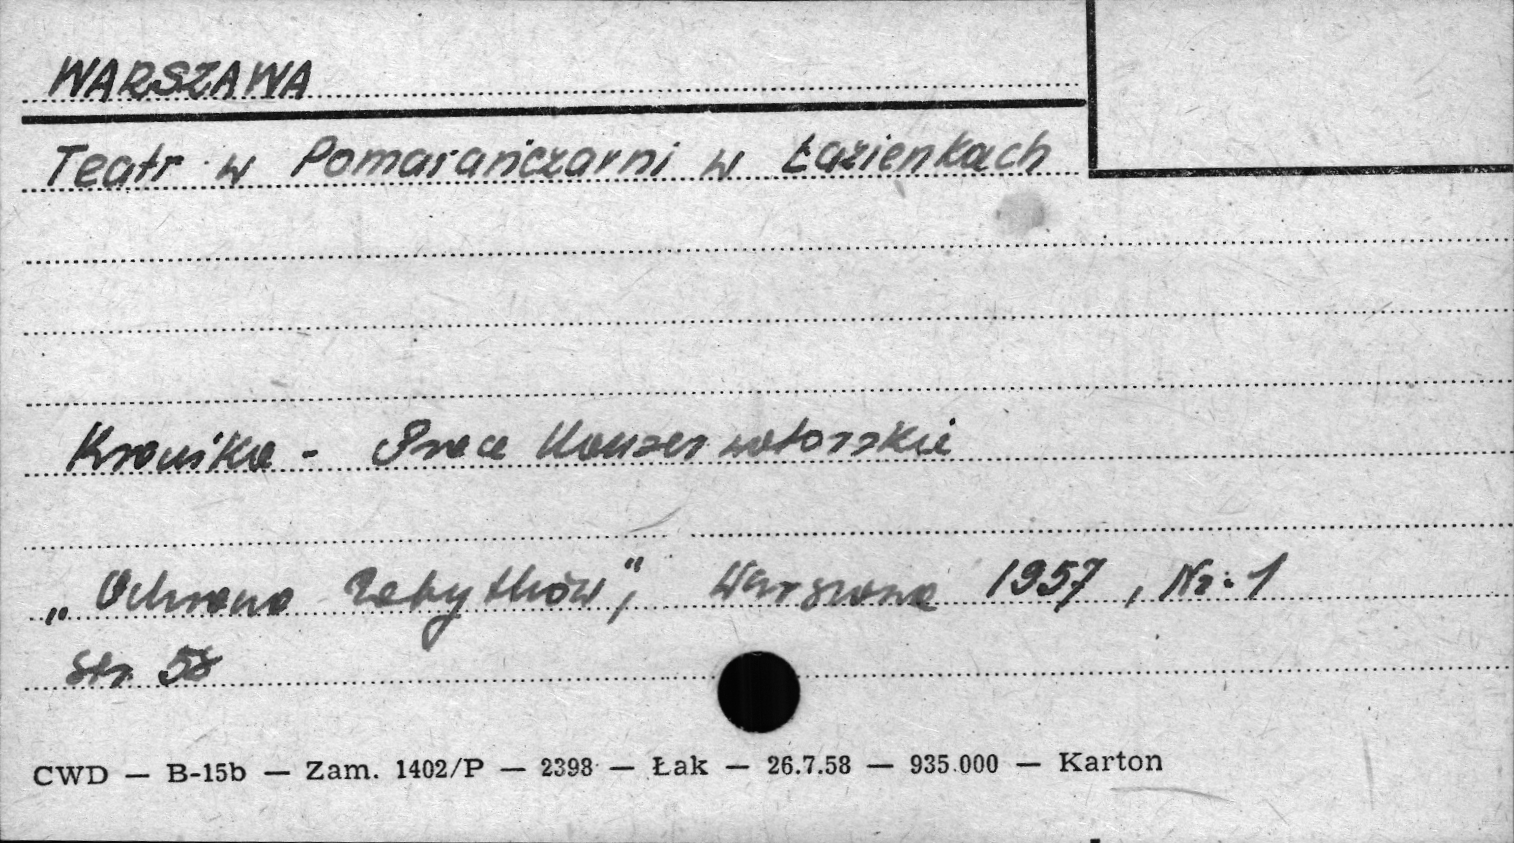 WARSZAWA
Teatr w Pomarańczarni w Łazienkach
Kronika - Prace Konserwatorskie
„Ochrona Zabytków”, Warszawa 1957, Nr. 1
str. 58
CWD — B-15b — Zam. 1402/P — 2398 — Łak — 26.7.58 — 935.000 — Karton